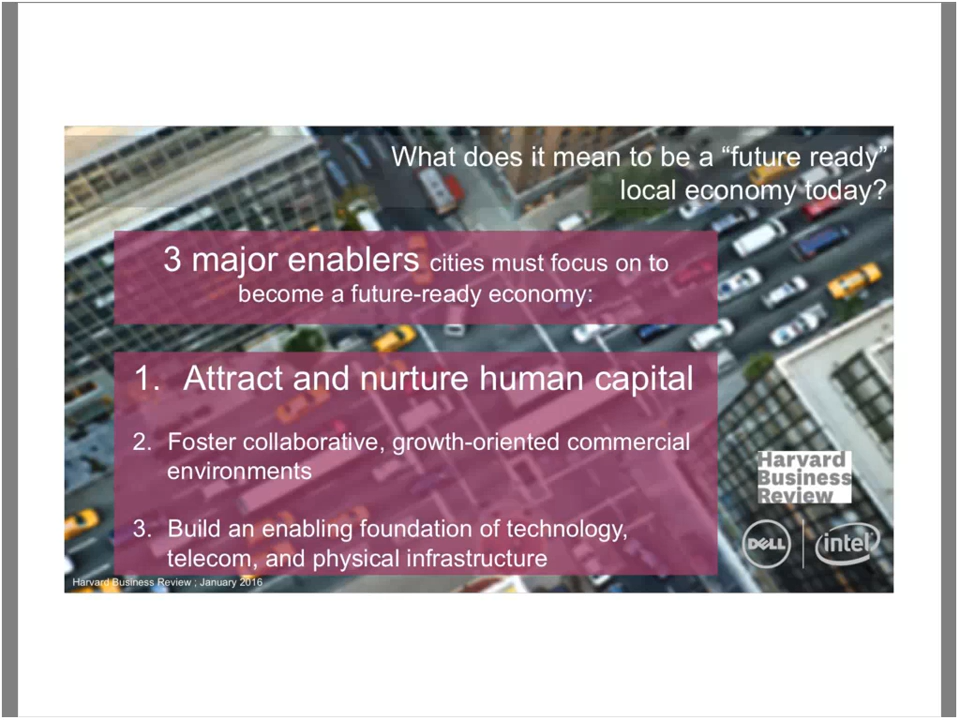 What does it mean to be a “future ready”
local economy today?
3 major enablers cities must focus on to
become a future-ready economy:
1. Attract and nurture human capital
2. Foster collaborative, growth-oriented commercial
environments
3. Build an enabling foundation of technology,
telecom, and physical infrastructure
Harvard
Business
Review
DELL
intel
Harvard Business Review ; January 2016